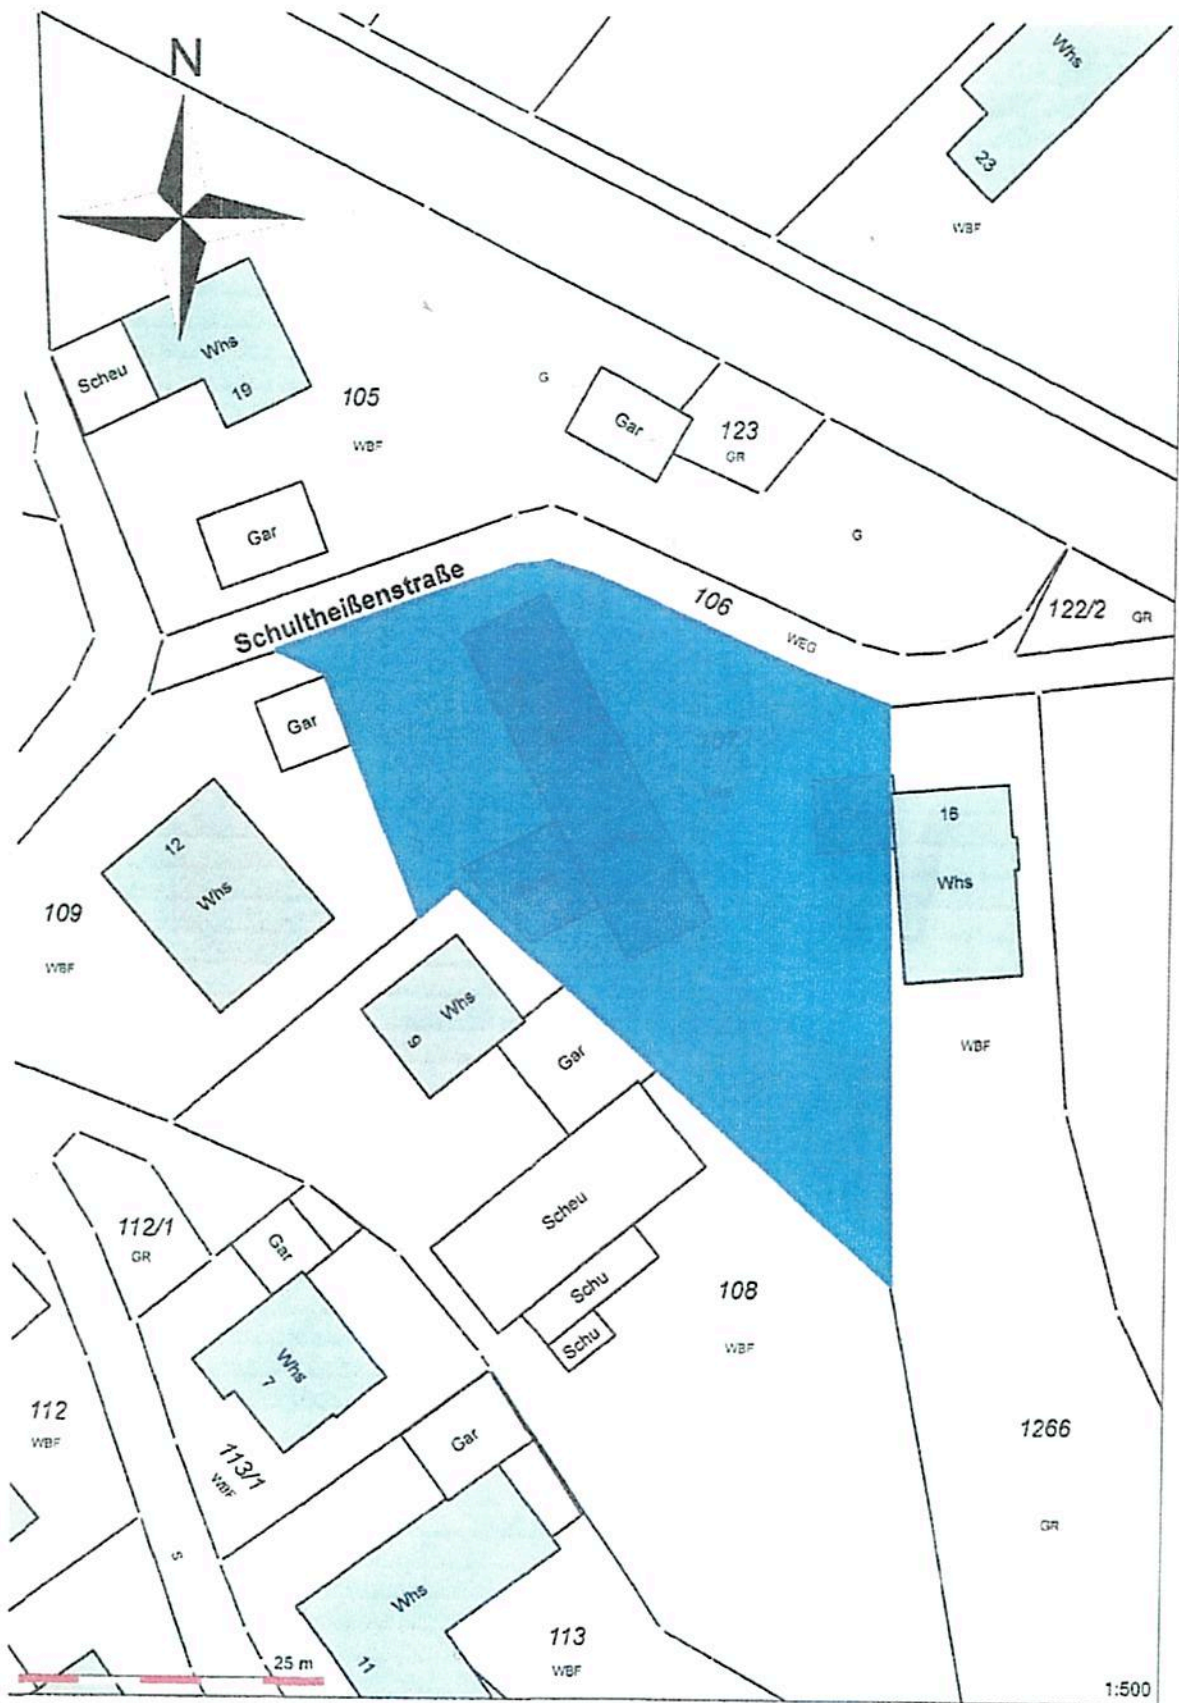 N
Whs
23
WBF
Whs
Scheu
19
105
WBF
G
Gar
123
GR
Gar
G
Schultheißenstraße
106
WEG
122/2
GR
Gar
107
16
Whs
12
Whs
109
WBF
Whs
9
WBF
Gar
Scheu
112/1
GR
Gar
Schu
108
Schu
WBF
Whs
7
112
WBF
1266
Gar
113/1
WBF
GR
S
Whs
113
WBF
11
25 m
1:500